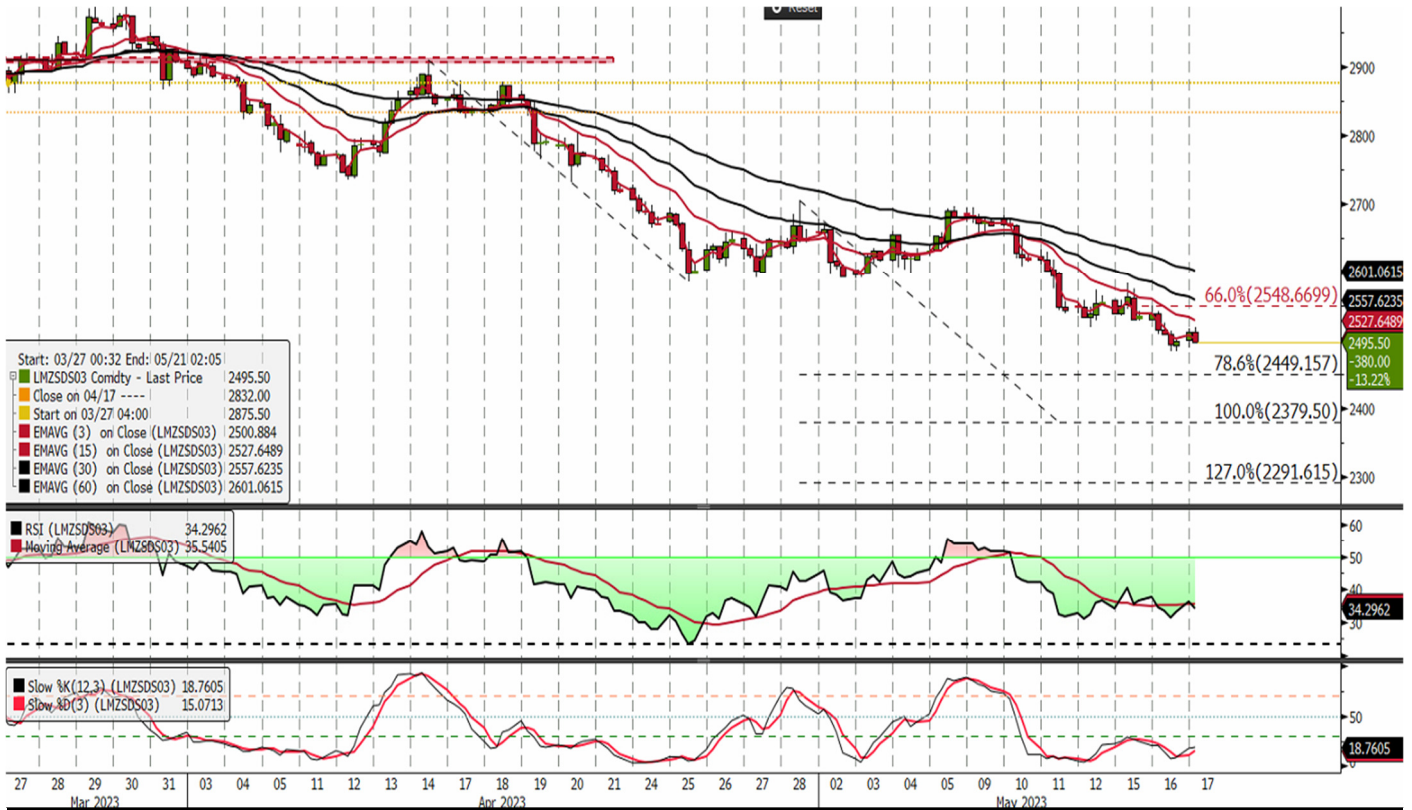 Reset
2900
2800
2700
2601.0615
66.0%(2548.6699)
2557.6235
2527.6489
2495.50
-380.00
-13.22%
78.6%(2449.157)
2400
100.0%(2379.50)
127.0%(2291.615)
2300
Start: 03/27 00:32 End: 05/21 02:05
LMZSDS03 Comdty - Last Price 2495.50
Close on 04/17 ---- 2832.00
Start on 03/27 04:00 2875.50
EMAVG (3) on Close (LMZSDS03) 2500.884
EMAVG (15) on Close (LMZSDS03) 2527.6489
EMAVG (30) on Close (LMZSDS03) 2557.6235
EMAVG (60) on Close (LMZSDS03) 2601.0615
RSI (LMZSDS03) 34.2962
Moving Average (LMZSDS03) 35.5405
60
50
40
34.2962
30
Slow %K(12,3) (LMZSDS03) 18.7605
Slow %D(3) (LMZSDS03) 15.0713
50
18.7605
0
27 28 29 30 31 03 04 05 11 12 13 14 17 18 19 20 21 24 25 26 27 28 02 03 04 05 09 10 11 12 15 16 17
Mar 2023 Apr 2023 May 2023